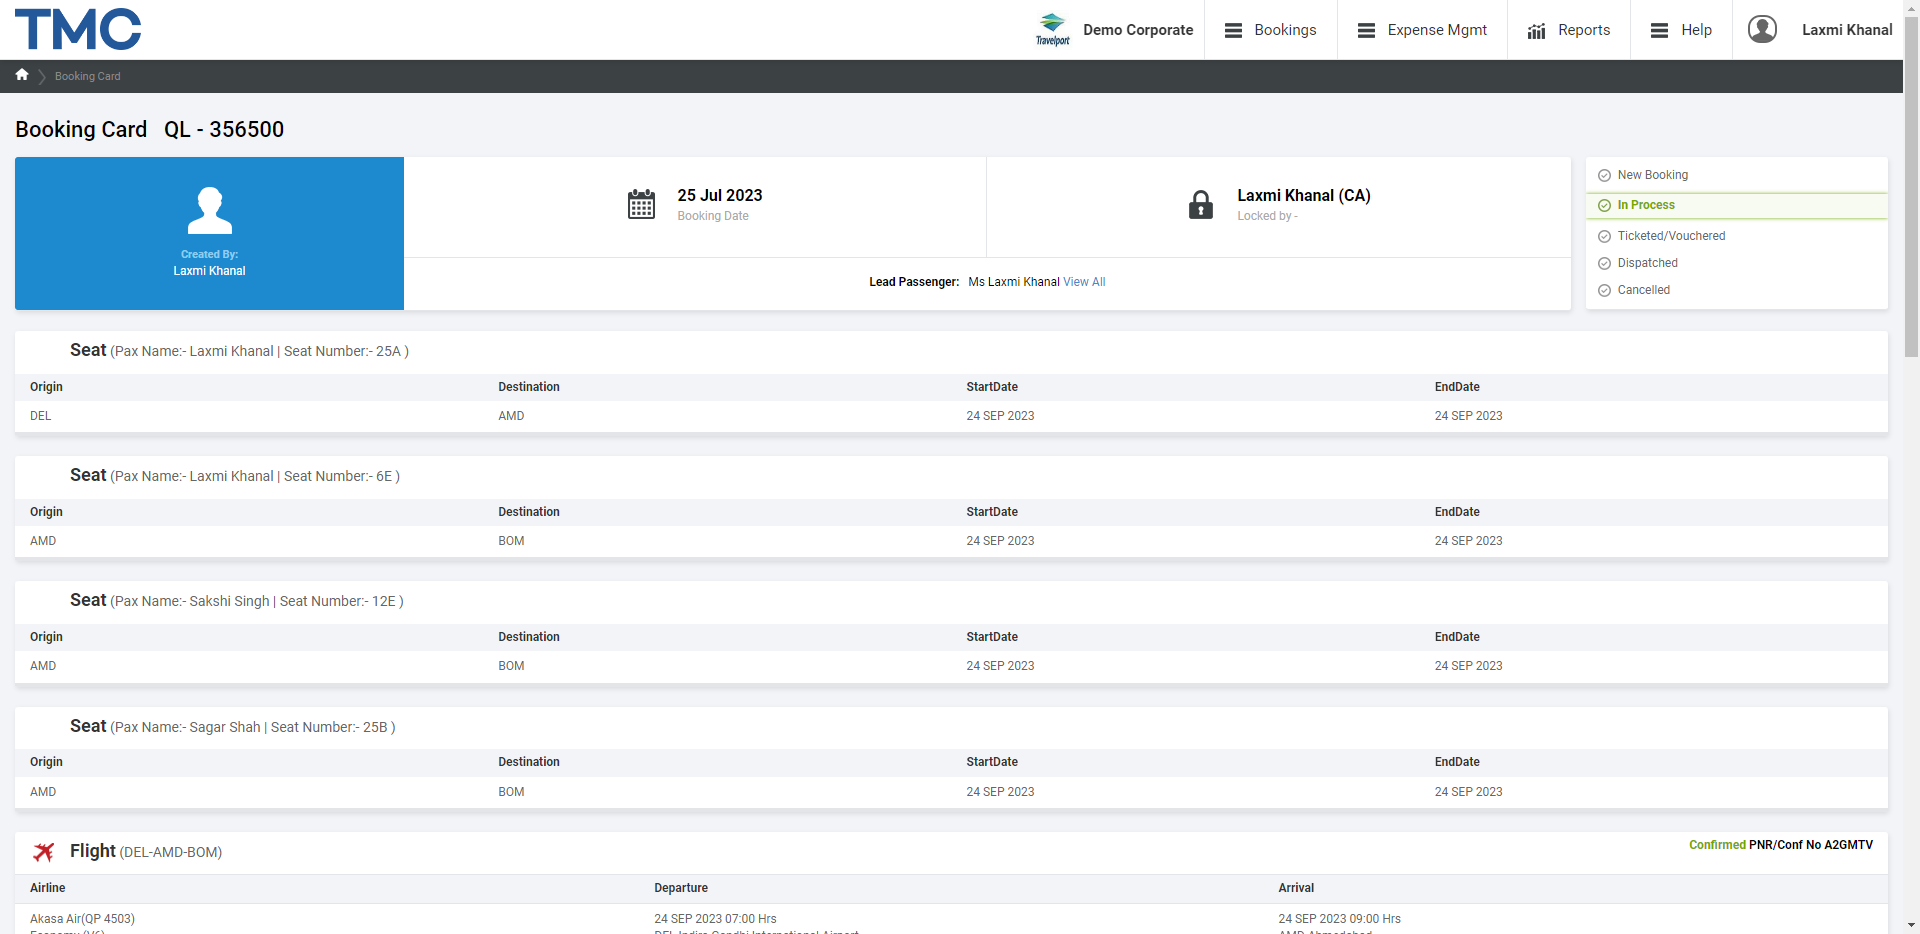 TMC
Travelport
Demo Corporate
Bookings
Expense Mgmt
Reports
Help
Laxmi Khanal
Booking Card
Booking Card QL - 356500
Created By:
Laxmi Khanal
25 Jul 2023
Booking Date
Laxmi Khanal (CA)
Locked by -
Lead Passenger: Ms Laxmi Khanal View All
New Booking
In Process
Ticketed/Vouchered
Dispatched
Cancelled
Seat (Pax Name:- Laxmi Khanal | Seat Number:- 25A )
Origin Destination StartDate EndDate
DEL AMD 24 SEP 2023 24 SEP 2023
Seat (Pax Name:- Laxmi Khanal | Seat Number:- 6E )
Origin Destination StartDate EndDate
AMD BOM 24 SEP 2023 24 SEP 2023
Seat (Pax Name:- Sakshi Singh | Seat Number:- 12E )
Origin Destination StartDate EndDate
AMD BOM 24 SEP 2023 24 SEP 2023
Seat (Pax Name:- Sagar Shah | Seat Number:- 25B )
Origin Destination StartDate EndDate
AMD BOM 24 SEP 2023 24 SEP 2023
Flight (DEL-AMD-BOM)
Confirmed PNR/Conf No A2GMTV
Airline Departure Arrival
Akasa Air(QP 4503) 24 SEP 2023 07:00 Hrs 24 SEP 2023 09:00 Hrs